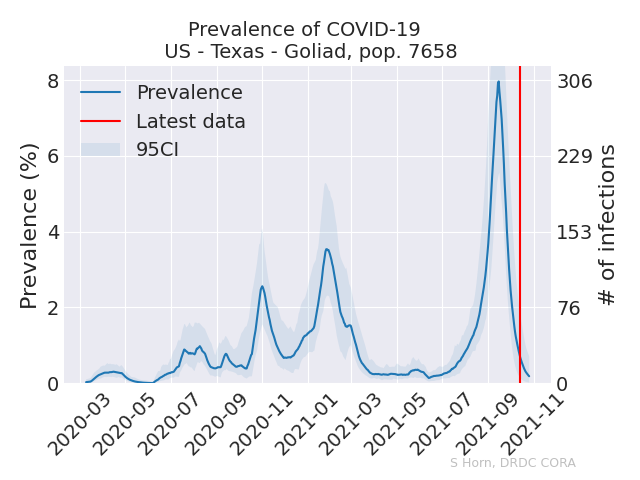 Prevalence of COVID-19
US - Texas - Goliad, pop. 7658
Prevalence
Latest data
95CI
Prevalence (%)
8
6
4
2
0
# of infections
306
229
153
76
0
2020-03
2020-05
2020-07
2020-09
2020-11
2021-01
2021-03
2021-05
2021-07
2021-09
2021-11
S Horn, DRDC CORA